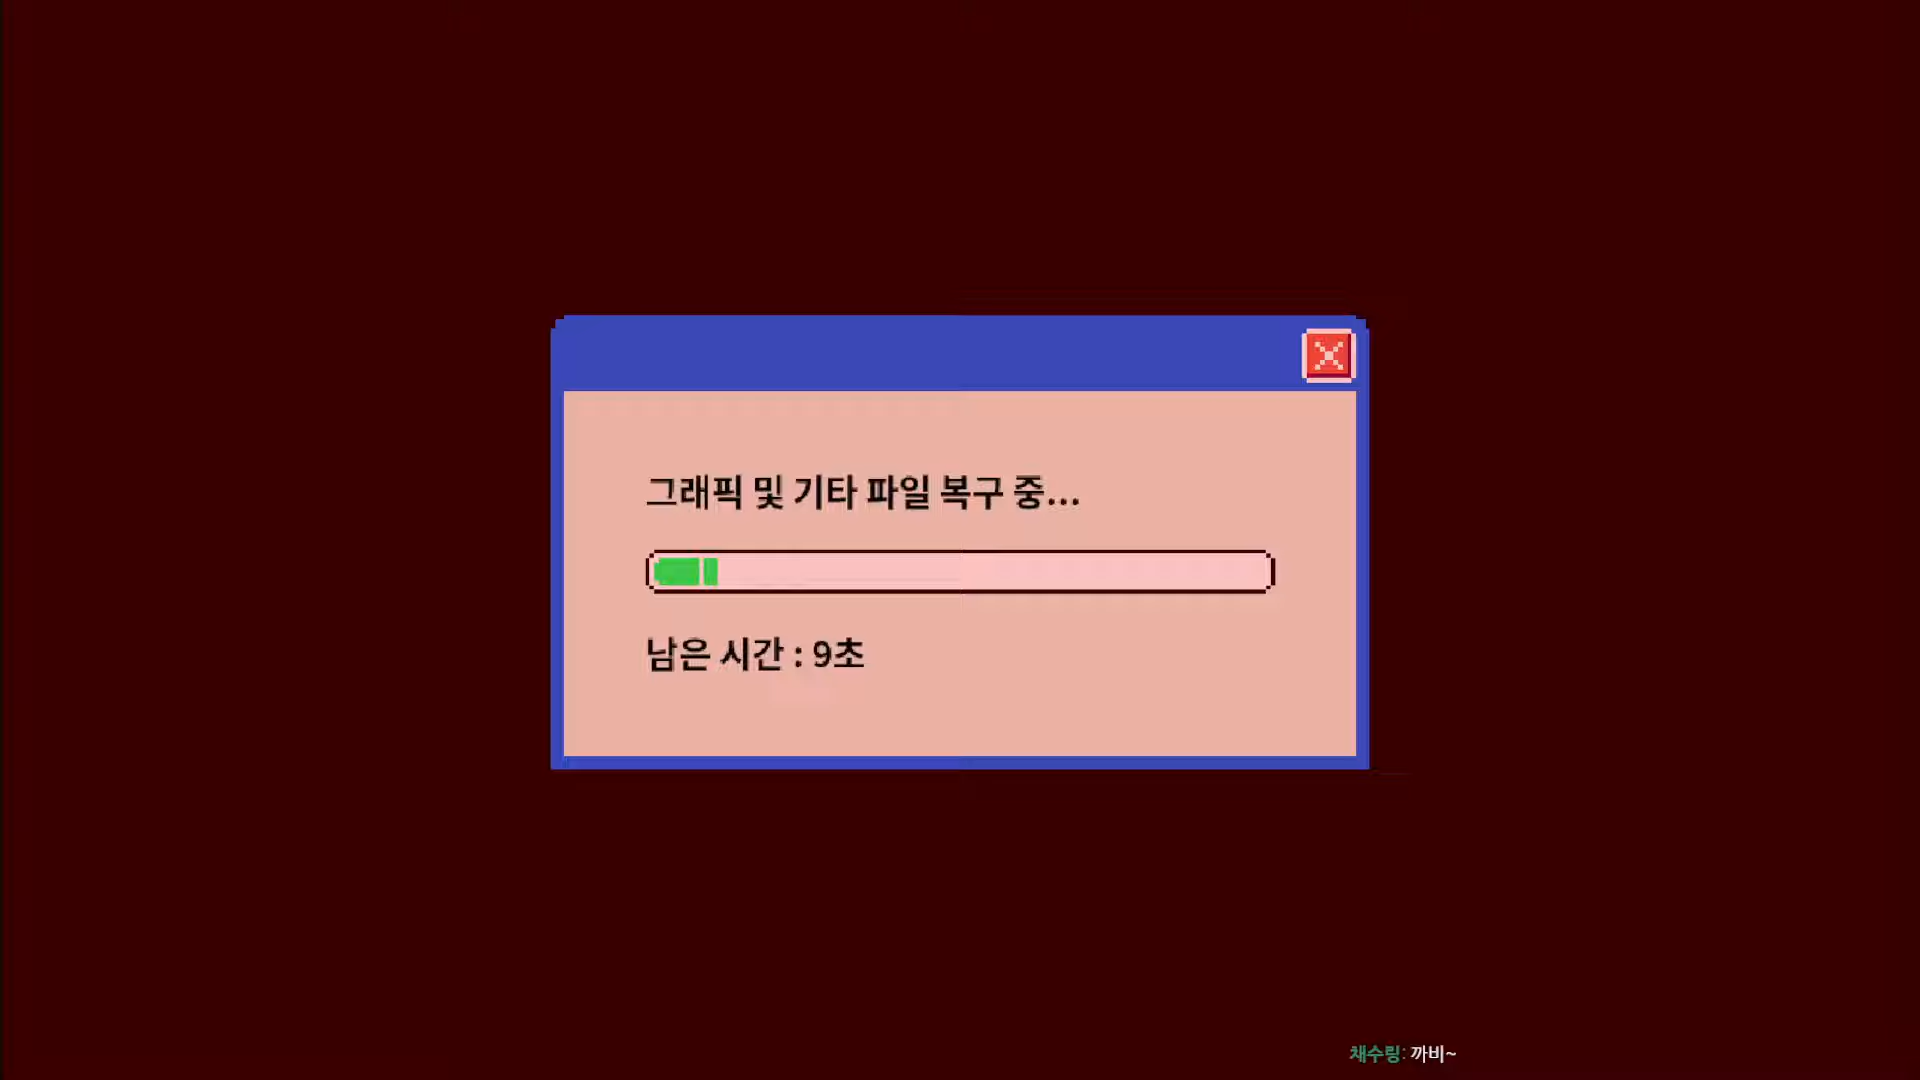 그래픽 및 기타 파일 복구 중...
남은 시간 : 9초
채수링: 까비~